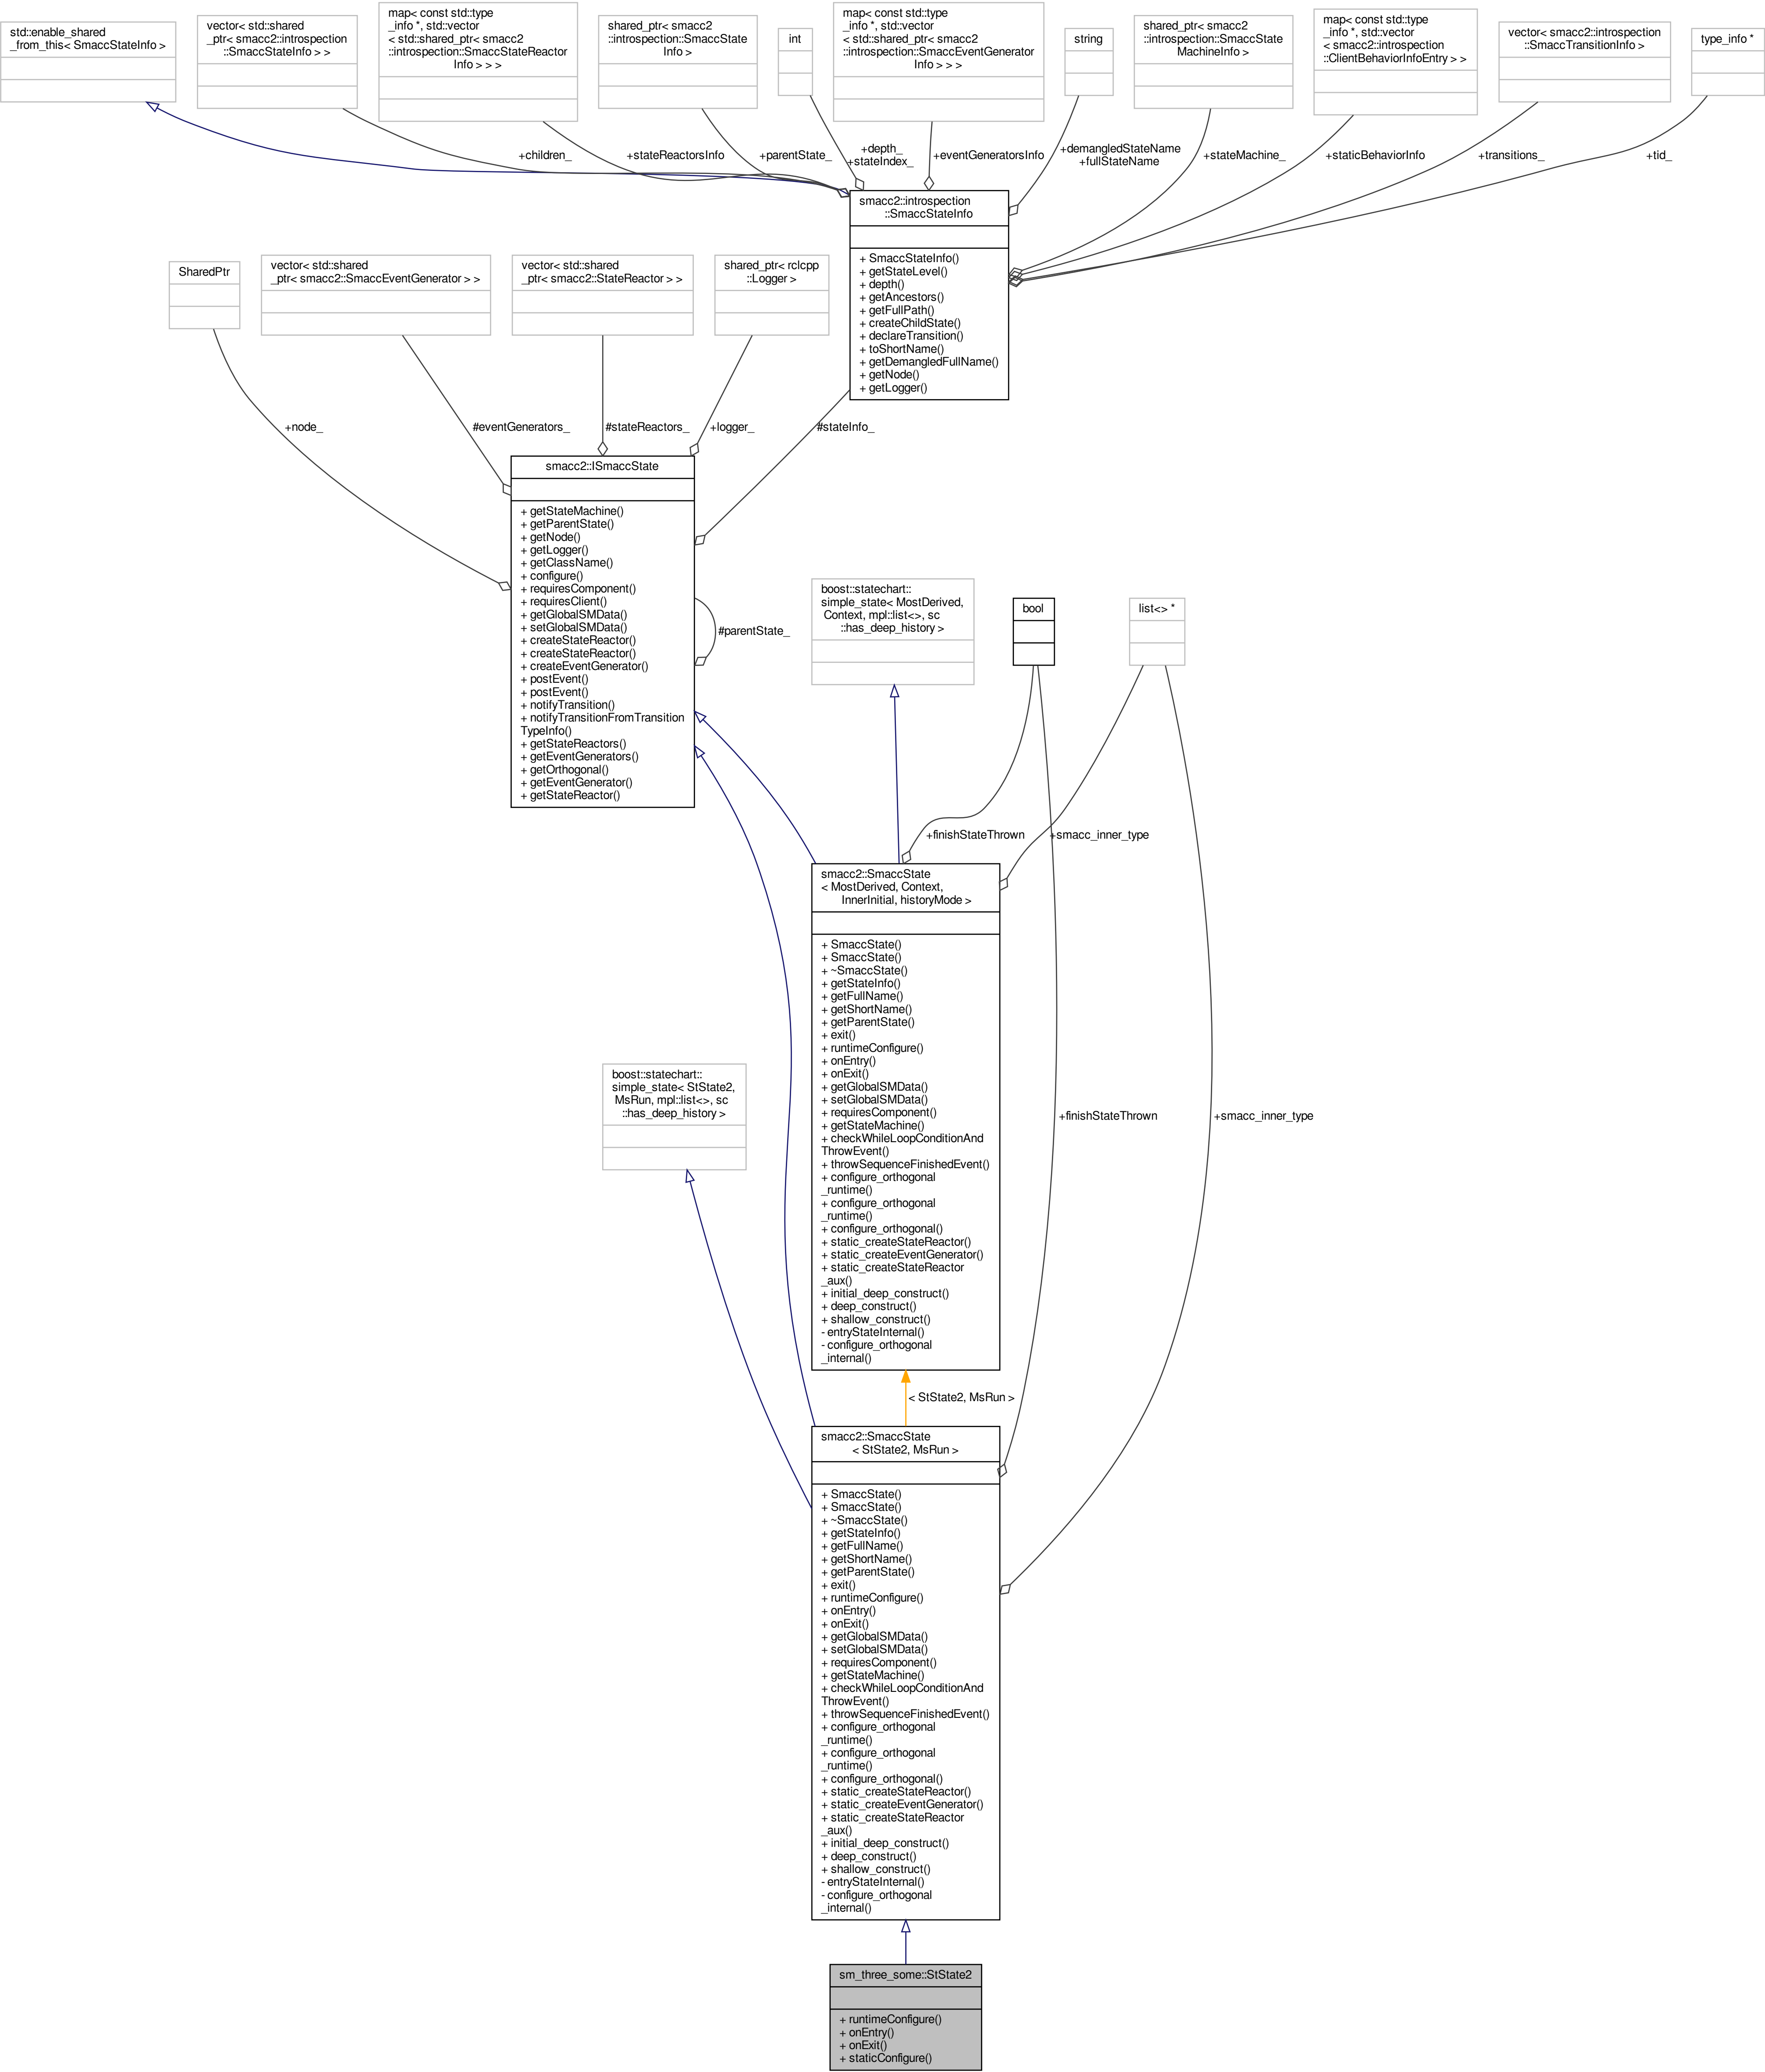 std::enable_shared
_from_this< SmaccStateInfo >
vector< std::shared
_ptr< smacc2::introspection
::SmaccStateInfo > >
map< const std::type
_info *, std::vector
< std::shared_ptr< smacc2
::introspection::SmaccStateReactor
Info > > >
shared_ptr< smacc2
::introspection::SmaccState
Info >
int
map< const std::type
_info *, std::vector
< std::shared_ptr< smacc2
::introspection::SmaccEventGenerator
Info > > >
string
shared_ptr< smacc2
::introspection::SmaccState
MachineInfo >
map< const std::type
_info *, std::vector
< smacc2::introspection
::ClientBehaviorInfoEntry > >
vector< smacc2::introspection
::SmaccTransitionInfo >
type_info *
+children_
+stateReactorsInfo
+parentState_
+depth_
+stateIndex_
+eventGeneratorsInfo
+demangledStateName
+fullStateName
+stateMachine_
+staticBehaviorInfo
+transitions_
+tid_
smacc2::introspection
::SmaccStateInfo
+ SmaccStateInfo()
+ getStateLevel()
+ depth()
+ getAncestors()
+ getFullPath()
+ createChildState()
+ declareTransition()
+ toShortName()
+ getDemangledFullName()
+ getNode()
+ getLogger()
SharedPtr
vector< std::shared
_ptr< smacc2::SmaccEventGenerator > >
vector< std::shared
_ptr< smacc2::StateReactor > >
shared_ptr< rclcpp
::Logger >
+node_
#eventGenerators_
#stateReactors_
+logger_
#stateInfo_
smacc2::ISmaccState
+ getStateMachine()
+ getParentState()
+ getNode()
+ getLogger()
+ getClassName()
+ configure()
+ requiresComponent()
+ requiresClient()
+ getGlobalSMData()
+ setGlobalSMData()
+ createStateReactor()
+ createStateReactor()
+ createEventGenerator()
+ postEvent()
+ postEvent()
+ notifyTransition()
+ notifyTransitionFromTransition
TypeInfo()
+ getStateReactors()
+ getEventGenerators()
+ getOrthogonal()
+ getEventGenerator()
+ getStateReactor()
#parentState_
boost::statechart::
simple_state< MostDerived,
Context, mpl::list<>, sc
::has_deep_history >
bool
list<> *
+finishStateThrown
+smacc_inner_type
smacc2::SmaccState
< MostDerived, Context,
InnerInitial, historyMode >
+ SmaccState()
+ SmaccState()
+ ~SmaccState()
+ getStateInfo()
+ getFullName()
+ getShortName()
+ getParentState()
+ exit()
+ runtimeConfigure()
+ onEntry()
+ onExit()
+ getGlobalSMData()
+ setGlobalSMData()
+ requiresComponent()
+ getStateMachine()
+ checkWhileLoopConditionAnd
ThrowEvent()
+ throwSequenceFinishedEvent()
+ configure_orthogonal
_runtime()
+ configure_orthogonal
_runtime()
+ configure_orthogonal()
+ static_createStateReactor()
+ static_createEventGenerator()
+ static_createStateReactor
_aux()
+ initial_deep_construct()
+ deep_construct()
+ shallow_construct()
- entryStateInternal()
- configure_orthogonal
_internal()
boost::statechart::
simple_state< StState2,
MsRun, mpl::list<>, sc
::has_deep_history >
+finishStateThrown
+smacc_inner_type
< StState2, MsRun >
smacc2::SmaccState
< StState2, MsRun >
+ SmaccState()
+ SmaccState()
+ ~SmaccState()
+ getStateInfo()
+ getFullName()
+ getShortName()
+ getParentState()
+ exit()
+ runtimeConfigure()
+ onEntry()
+ onExit()
+ getGlobalSMData()
+ setGlobalSMData()
+ requiresComponent()
+ getStateMachine()
+ checkWhileLoopConditionAnd
ThrowEvent()
+ throwSequenceFinishedEvent()
+ configure_orthogonal
_runtime()
+ configure_orthogonal
_runtime()
+ configure_orthogonal()
+ static_createStateReactor()
+ static_createEventGenerator()
+ static_createStateReactor
_aux()
+ initial_deep_construct()
+ deep_construct()
+ shallow_construct()
- entryStateInternal()
- configure_orthogonal
_internal()
sm_three_some::StState2
+ runtimeConfigure()
+ onEntry()
+ onExit()
+ staticConfigure()